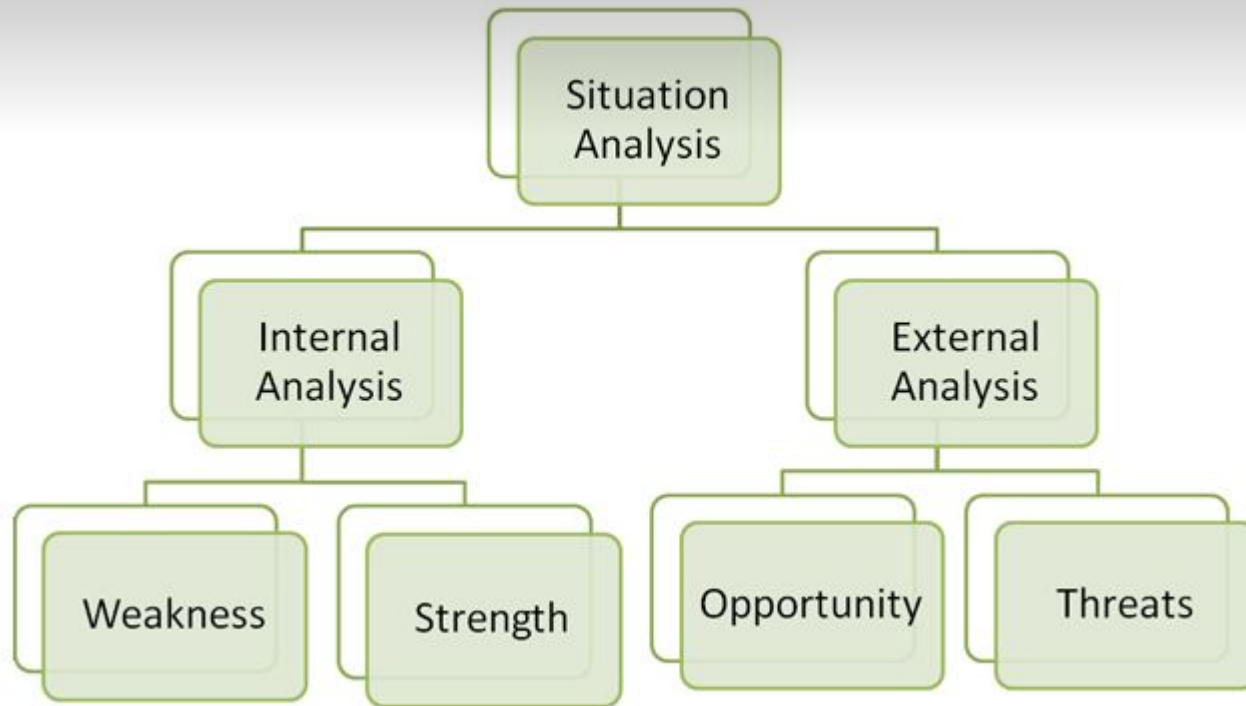 Situation
Analysis
Internal
Analysis
External
Analysis
Weakness
Strength
Opportunity
Threats